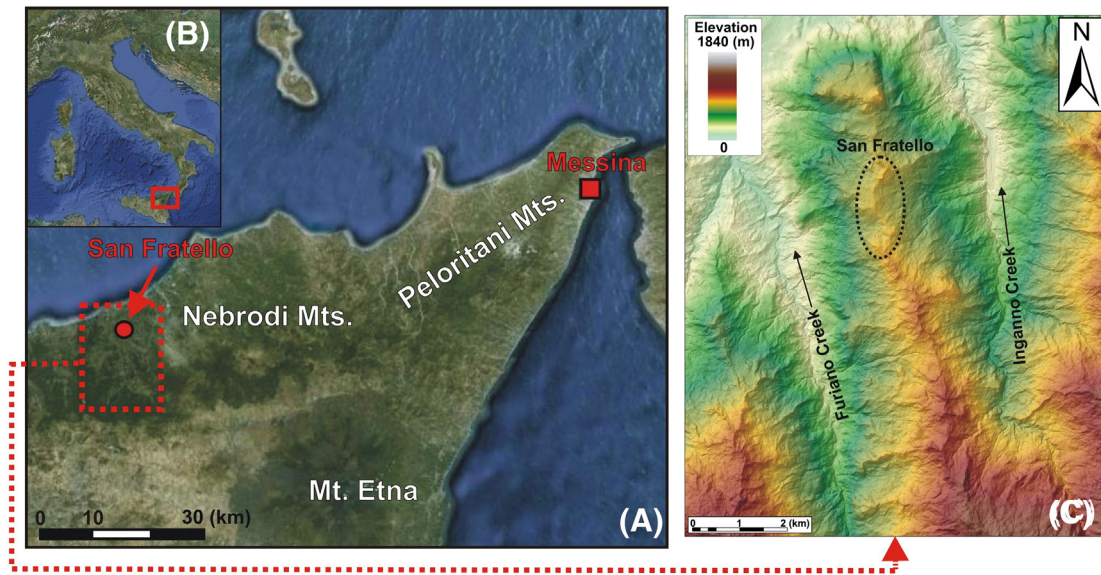 (B)
Messina
San Fratello
Peloritani Mts.
Nebrodi Mts.
Mt. Etna
0 10 30 (km)
(A)
Elevation
1840 (m)
0
N
San Fratello
Furiano Creek
Inganno Creek
0 1 2 (km)
(C)